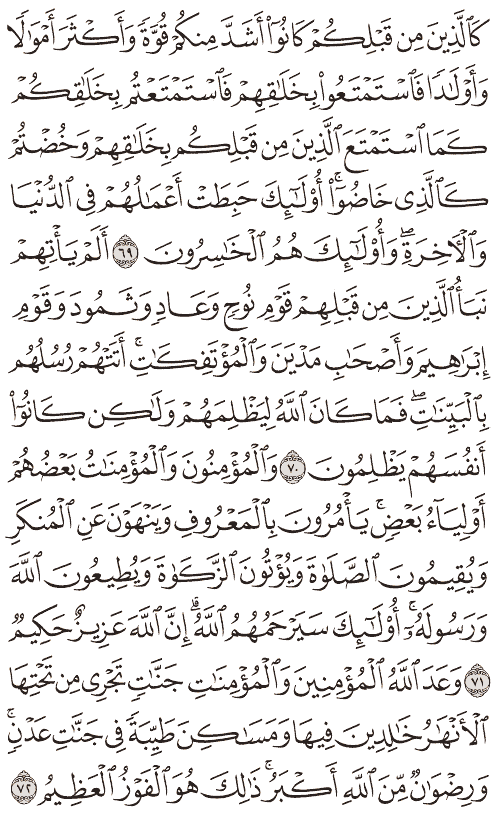 كَٱلَّذِينَ مِن قَبْلِكُمْ كَانُوٓا۟ أَشَدَّ مِنكُمْ قُوَّةً وَأَكْثَرَ أَمْوَٰلًا
وَأَوْلَٰدًا فَٱسْتَمْتَعُوا۟ بِخَلَٰقِهِمْ فَٱسْتَمْتَعْتُم بِخَلَٰقِكُمْ
كَمَا ٱسْتَمْتَعَ ٱلَّذِينَ مِن قَبْلِكُم بِخَلَٰقِهِمْ وَخُضْتُمْ
كَٱلَّذِى خَاضُوٓا۟ ۚ أُو۟لَٰٓئِكَ حَبِطَتْ أَعْمَٰلُهُمْ فِى ٱلدُّنْيَا
وَٱلْءَاخِرَةِ ۖ وَأُو۟لَٰٓئِكَ هُمُ ٱلْخَٰسِرُونَ ٦٩ أَلَمْ يَأْتِهِمْ
نَبَأُ ٱلَّذِينَ مِن قَبْلِهِمْ قَوْمِ نُوحٍ وَعَادٍ وَثَمُودَ وَقَوْمِ
إِبْرَٰهِيمَ وَأَصْحَٰبِ مَدْيَنَ وَٱلْمُؤْتَفِكَٰتِ ۚ أَتَتْهُمْ رُسُلُهُم
بِٱلْبَيِّنَٰتِ ۖ فَمَا كَانَ ٱللَّهُ لِيَظْلِمَهُمْ وَلَٰكِن كَانُوٓا۟
أَنفُسَهُمْ يَظْلِمُونَ ٧٠ وَٱلْمُؤْمِنُونَ وَٱلْمُؤْمِنَٰتُ بَعْضُهُمْ
أَوْلِيَآءُ بَعْضٍ ۚ يَأْمُرُونَ بِٱلْمَعْرُوفِ وَيَنْهَوْنَ عَنِ ٱلْمُنكَرِ
وَيُقِيمُونَ ٱلصَّلَوٰةَ وَيُؤْتُونَ ٱلزَّكَوٰةَ وَيُطِيعُونَ ٱللَّهَ
وَرَسُولَهُۥٓ ۚ أُو۟لَٰٓئِكَ سَيَرْحَمُهُمُ ٱللَّهُ ۗ إِنَّ ٱللَّهَ عَزِيزٌ حَكِيمٌ
٧١ وَعَدَ ٱللَّهُ ٱلْمُؤْمِنِينَ وَٱلْمُؤْمِنَٰتِ جَنَّٰتٍ تَجْرِى مِن تَحْتِهَا
ٱلْأَنْهَٰرُ خَٰلِدِينَ فِيهَا وَمَسَٰكِنَ طَيِّبَةً فِى جَنَّٰتِ عَدْنٍ ۚ
وَرِضْوَٰنٌ مِّنَ ٱللَّهِ أَكْبَرُ ۚ ذَٰلِكَ هُوَ ٱلْفَوْزُ ٱلْعَظِيمُ ٧٢